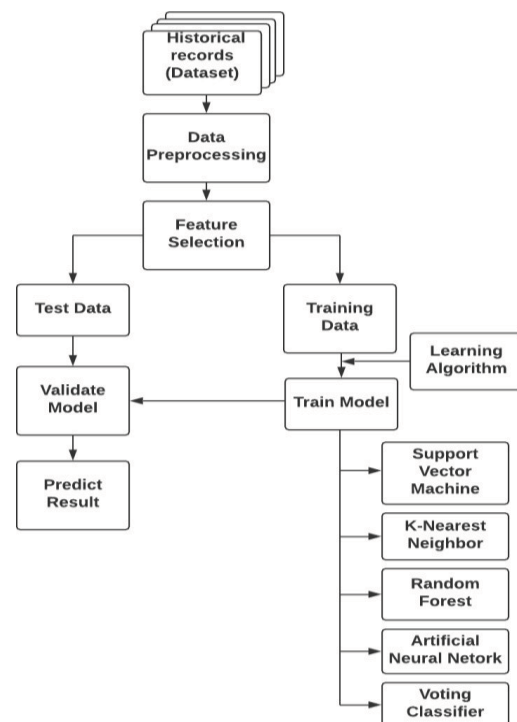 Historical
records
(Dataset)
Data
Preprocessing
Feature
Selection
Test Data
Training
Data
Learning
Algorithm
Validate
Model
Train Model
Predict
Result
Support
Vector
Machine
K-Nearest
Neighbor
Random
Forest
Artificial
Neural Netork
Voting
Classifier